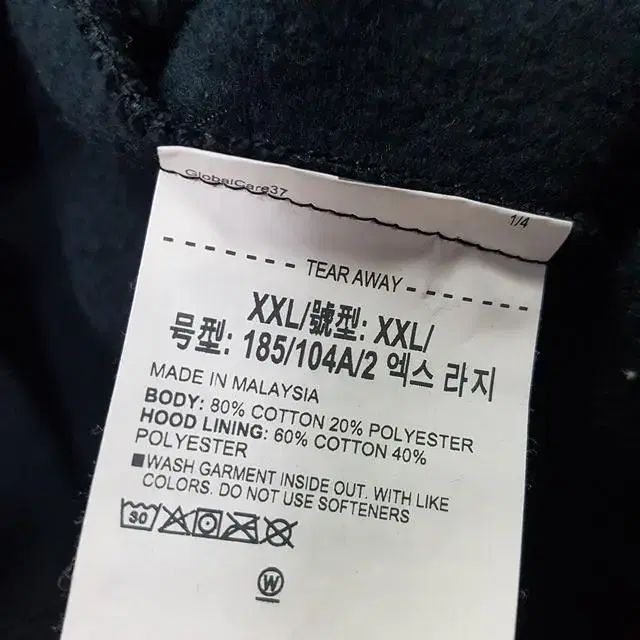 GlobalCare37
1/4
TEAR AWAY
XXL/號型: XXL/
号型: 185/104A/2 엑스 라지
MADE IN MALAYSIA
BODY: 80% COTTON 20% POLYESTER
HOOD LINING: 60% COTTON 40%
POLYESTER
■WASH GARMENT INSIDE OUT. WITH LIKE
COLORS. DO NOT USE SOFTENERS
30
W